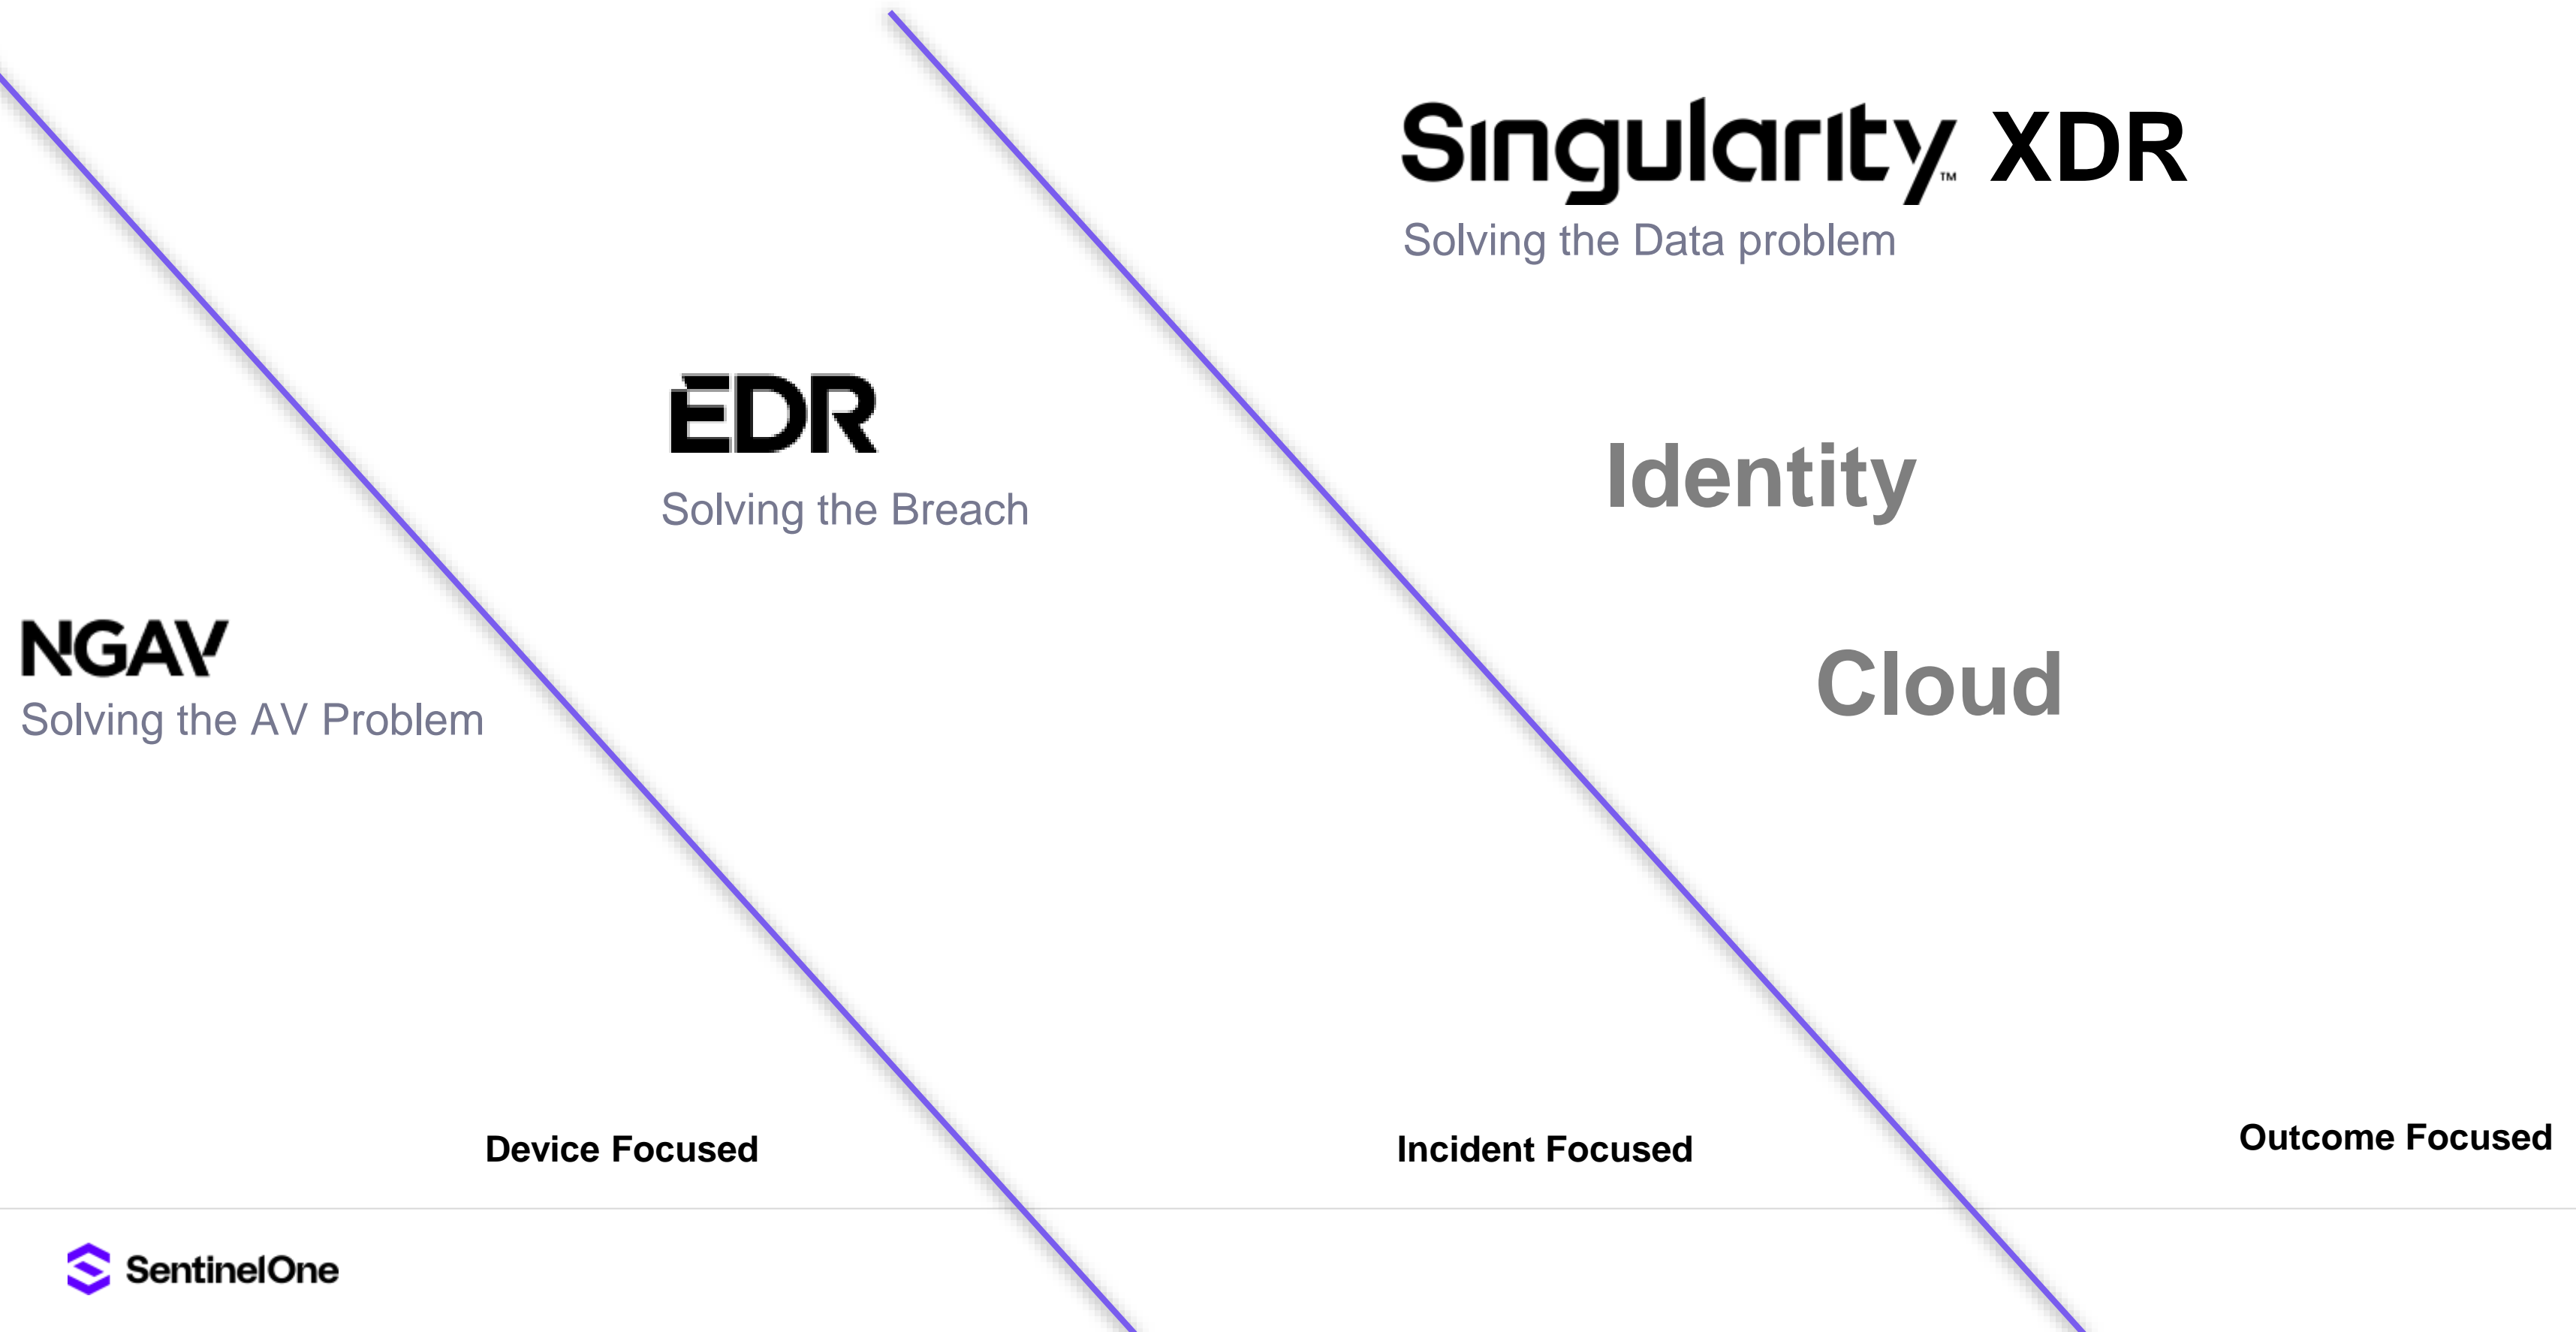 Singularity™ XDR
Solving the Data problem
EDR
Solving the Breach
Identity
NGAV
Solving the AV Problem
Cloud
Device Focused
Incident Focused
Outcome Focused
SentinelOne